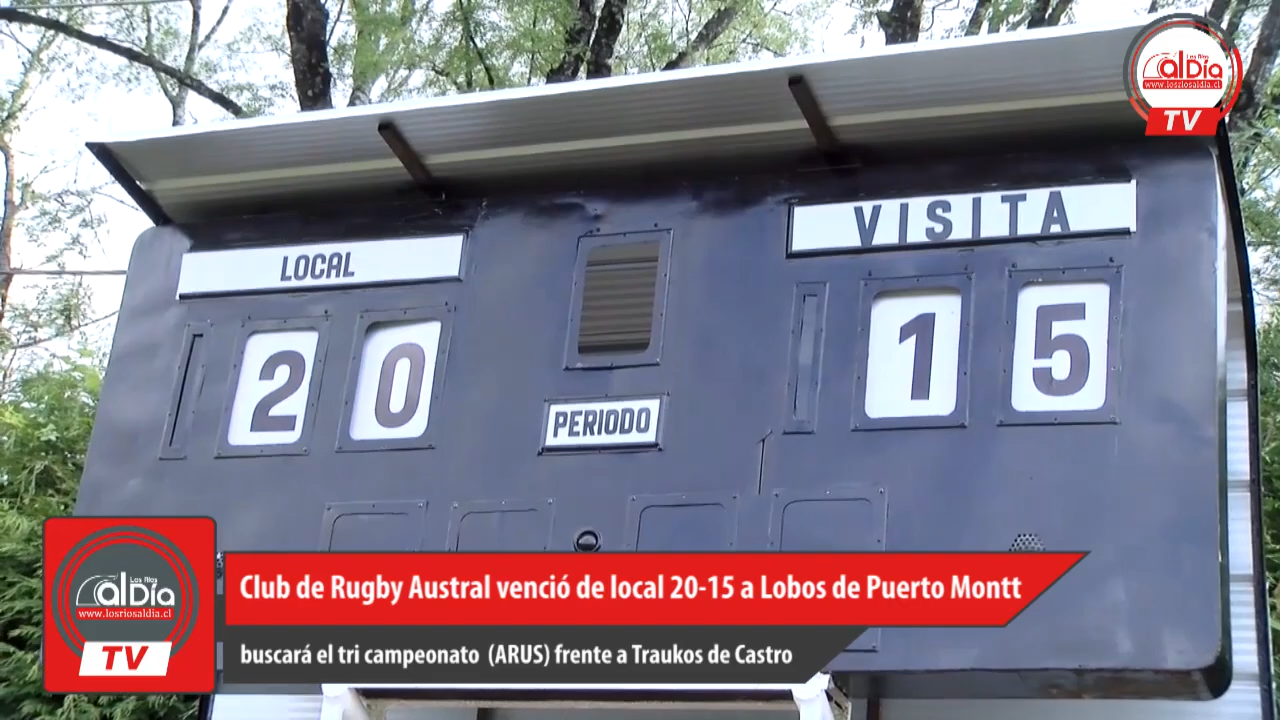 Los Ríos
alDía
www.losriosaldia.cl
TV
LOCAL
VISITA
20
15
PERIODO
Los Ríos
alDía
www.losriosaldia.cl
TV
Club de Rugby Austral venció de local 20-15 a Lobos de Puerto Montt
buscará el tri campeonato (ARUS) frente a Traukos de Castro